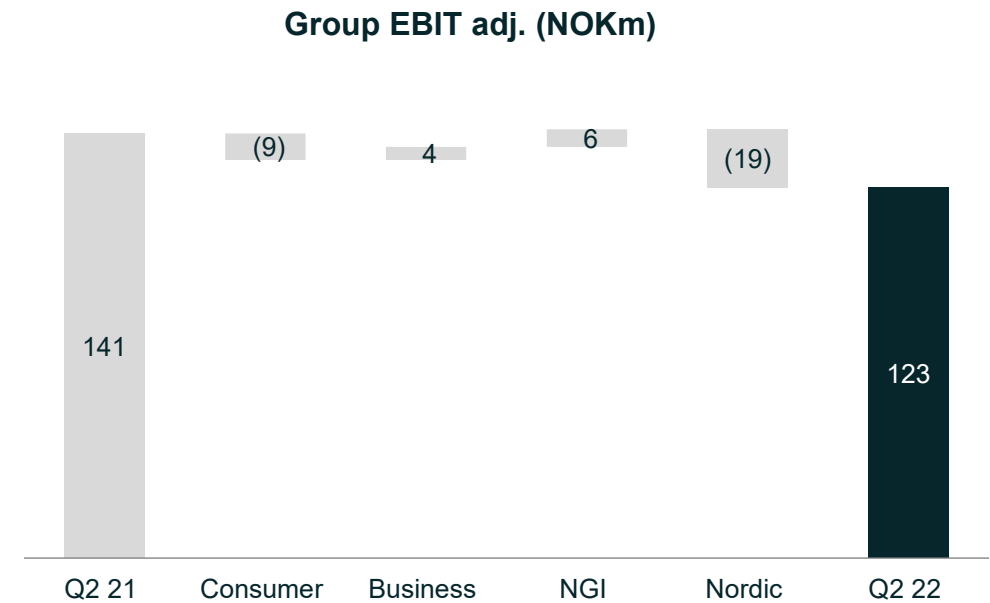 Group EBIT adj. (NOKm)
141
(9)
4
6
(19)
123
Q2 21
Consumer
Business
NGI
Nordic
Q2 22